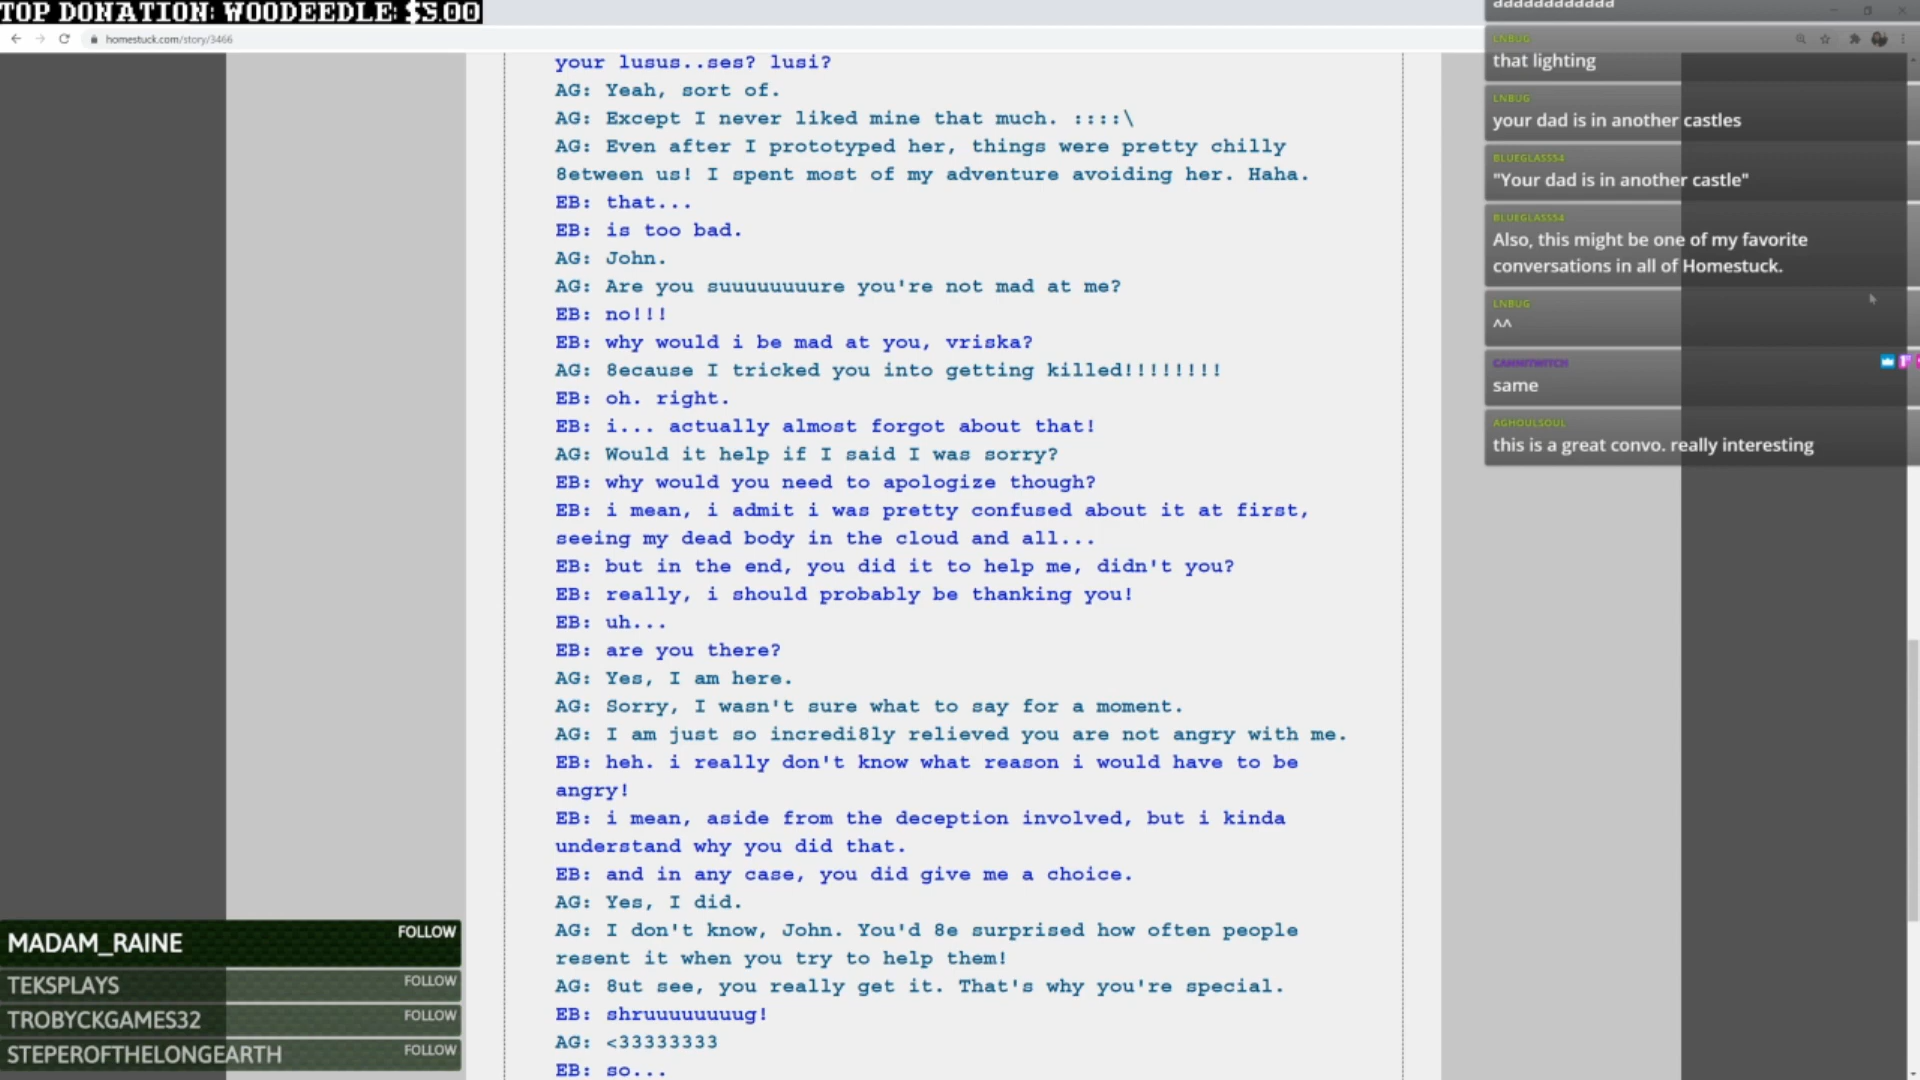 TOP DONATION: WOODEEDLE: $5.00
homestuck.com/story/3466
your lusus..ses? lusi?
AG: Yeah, sort of.
AG: Except I never liked mine that much. ::::\
AG: Even after I prototyped her, things were pretty chilly
8etween us! I spent most of my adventure avoiding her. Haha.
EB: that...
EB: is too bad.
AG: John.
AG: Are you suuuuuuuure you're not mad at me?
EB: no!!!
EB: why would i be mad at you, vriska?
AG: 8ecause I tricked you into getting killed!!!!!!!!
EB: oh. right.
EB: i... actually almost forgot about that!
AG: Would it help if I said I was sorry?
EB: why would you need to apologize though?
EB: i mean, i admit i was pretty confused about it at first,
seeing my dead body in the cloud and all...
EB: but in the end, you did it to help me, didn't you?
EB: really, i should probably be thanking you!
EB: uh...
EB: are you there?
AG: Yes, I am here.
AG: Sorry, I wasn't sure what to say for a moment.
AG: I am just so incredi8ly relieved you are not angry with me.
EB: heh. i really don't know what reason i would have to be
angry!
EB: i mean, aside from the deception involved, but i kinda
understand why you did that.
EB: and in any case, you did give me a choice.
AG: Yes, I did.
AG: I don't know, John. You'd 8e surprised how often people
resent it when you try to help them!
AG: 8ut see, you really get it. That's why you're special.
EB: shruuuuuuuug!
AG: <33333333
EB: so...
aaaaaaaaaaaa
LNBUG
that lighting
LNBUG
your dad is in another castles
BLUEGLASS54
"Your dad is in another castle"
BLUEGLASS54
Also, this might be one of my favorite
conversations in all of Homestuck.
LNBUG
^^
CANNITWITCH
same
AGHOULSOUL
this is a great convo. really interesting
MADAM_RAINE FOLLOW
TEKSPLAYS FOLLOW
TROBYCKGAMES32 FOLLOW
STEPEROFTHELONGEARTH FOLLOW